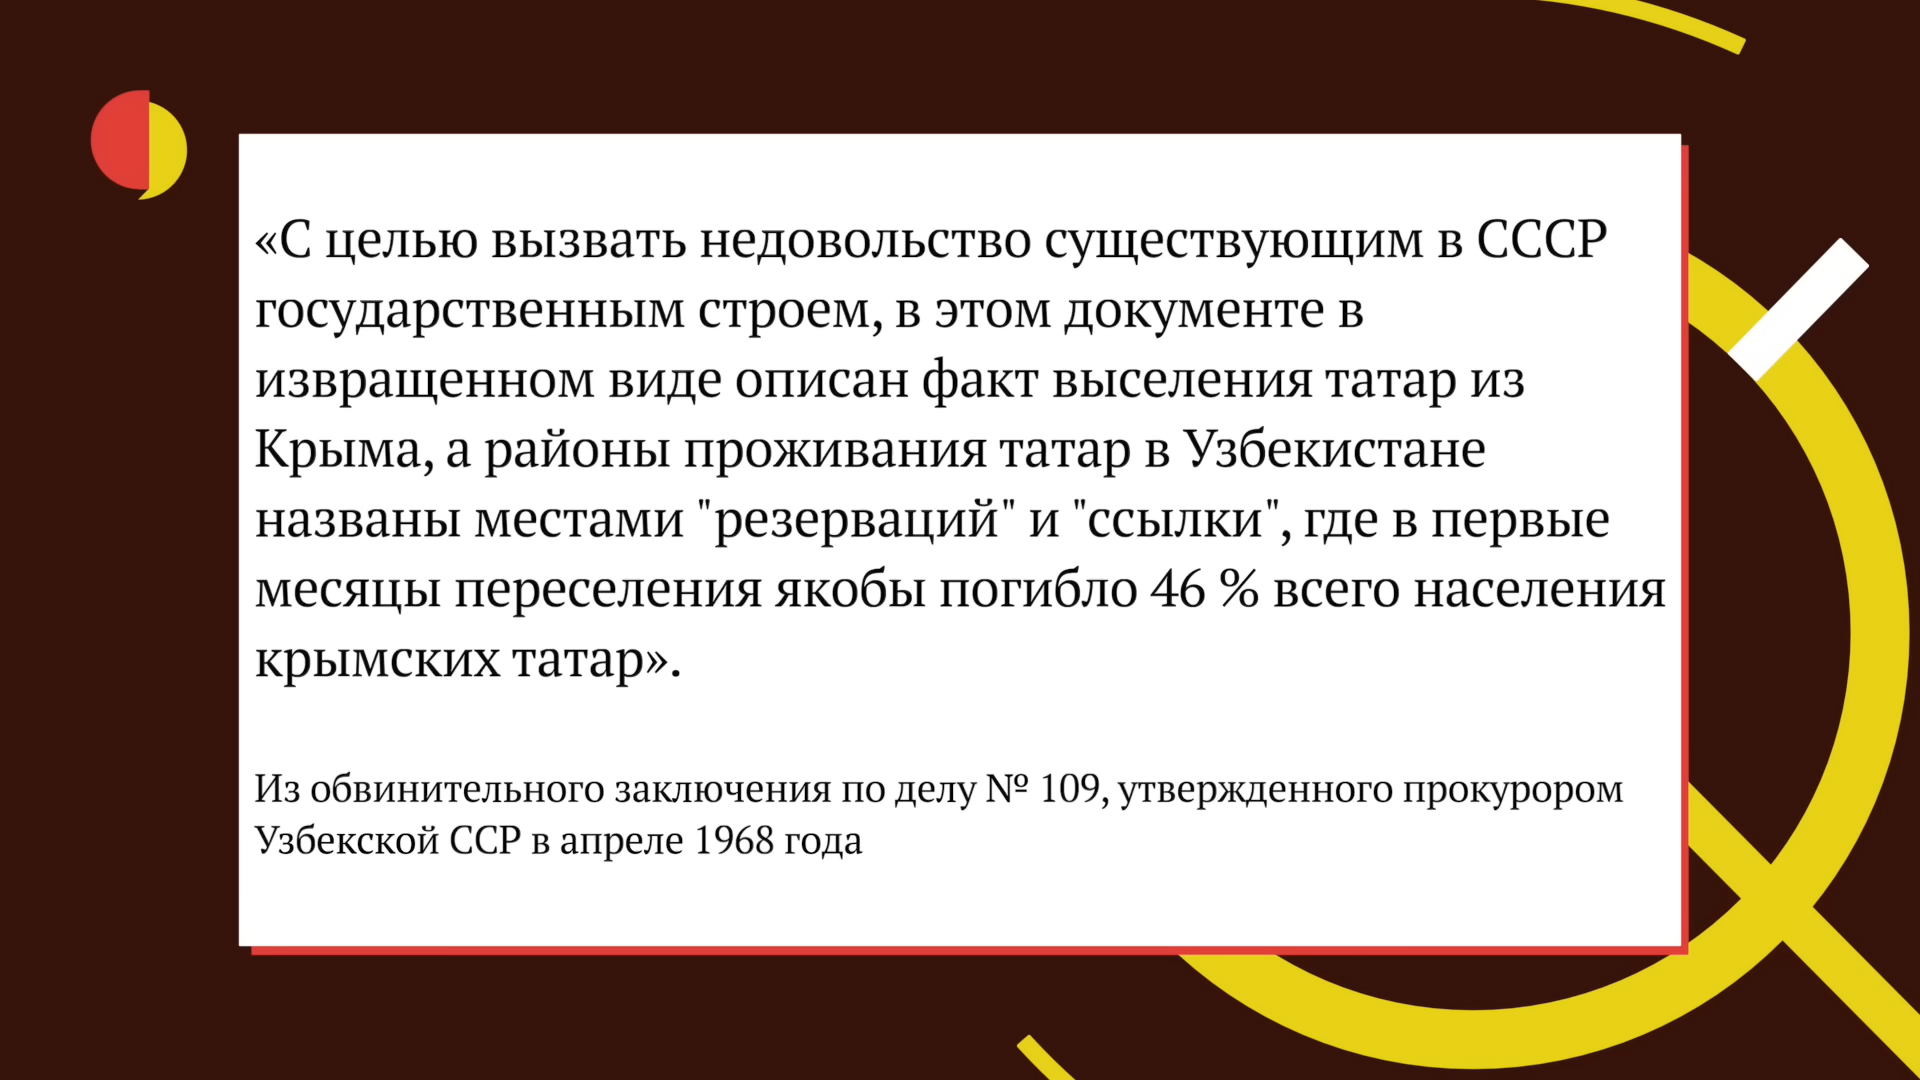 «С целью вызвать недовольство существующим в СССР
государственным строем, в этом документе в
извращенном виде описан факт выселения татар из
Крыма, а районы проживания татар в Узбекистане
названы местами "резерваций" и "ссылки", где в первые
месяцы переселения якобы погибло 46 % всего населения
крымских татар».
Из обвинительного заключения по делу № 109, утвержденного прокурором
Узбекской ССР в апреле 1968 года